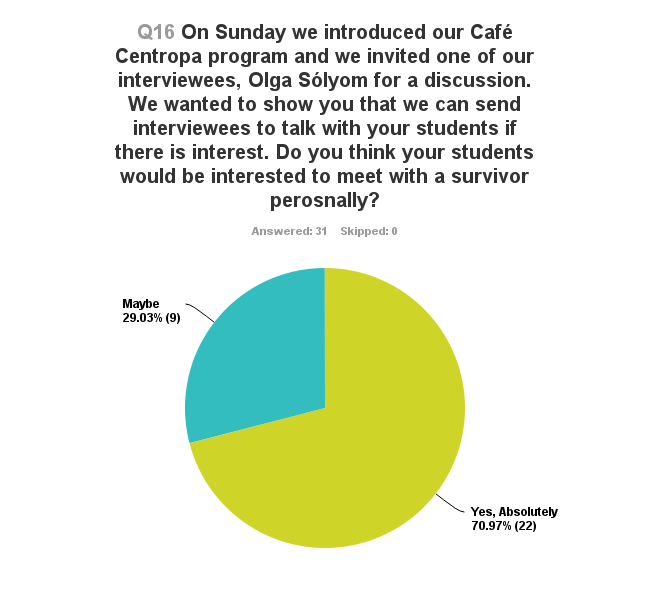 Q16 On Sunday we introduced our Café
Centropa program and we invited one of our
interviewees, Olga Sólyom for a discussion.
We wanted to show you that we can send
interviewees to talk with your students if
there is interest. Do you think your students
would be interested to meet with a survivor
perosnally?
Answered: 31 Skipped: 0
Maybe
29.03% (9)
Yes, Absolutely
70.97% (22)